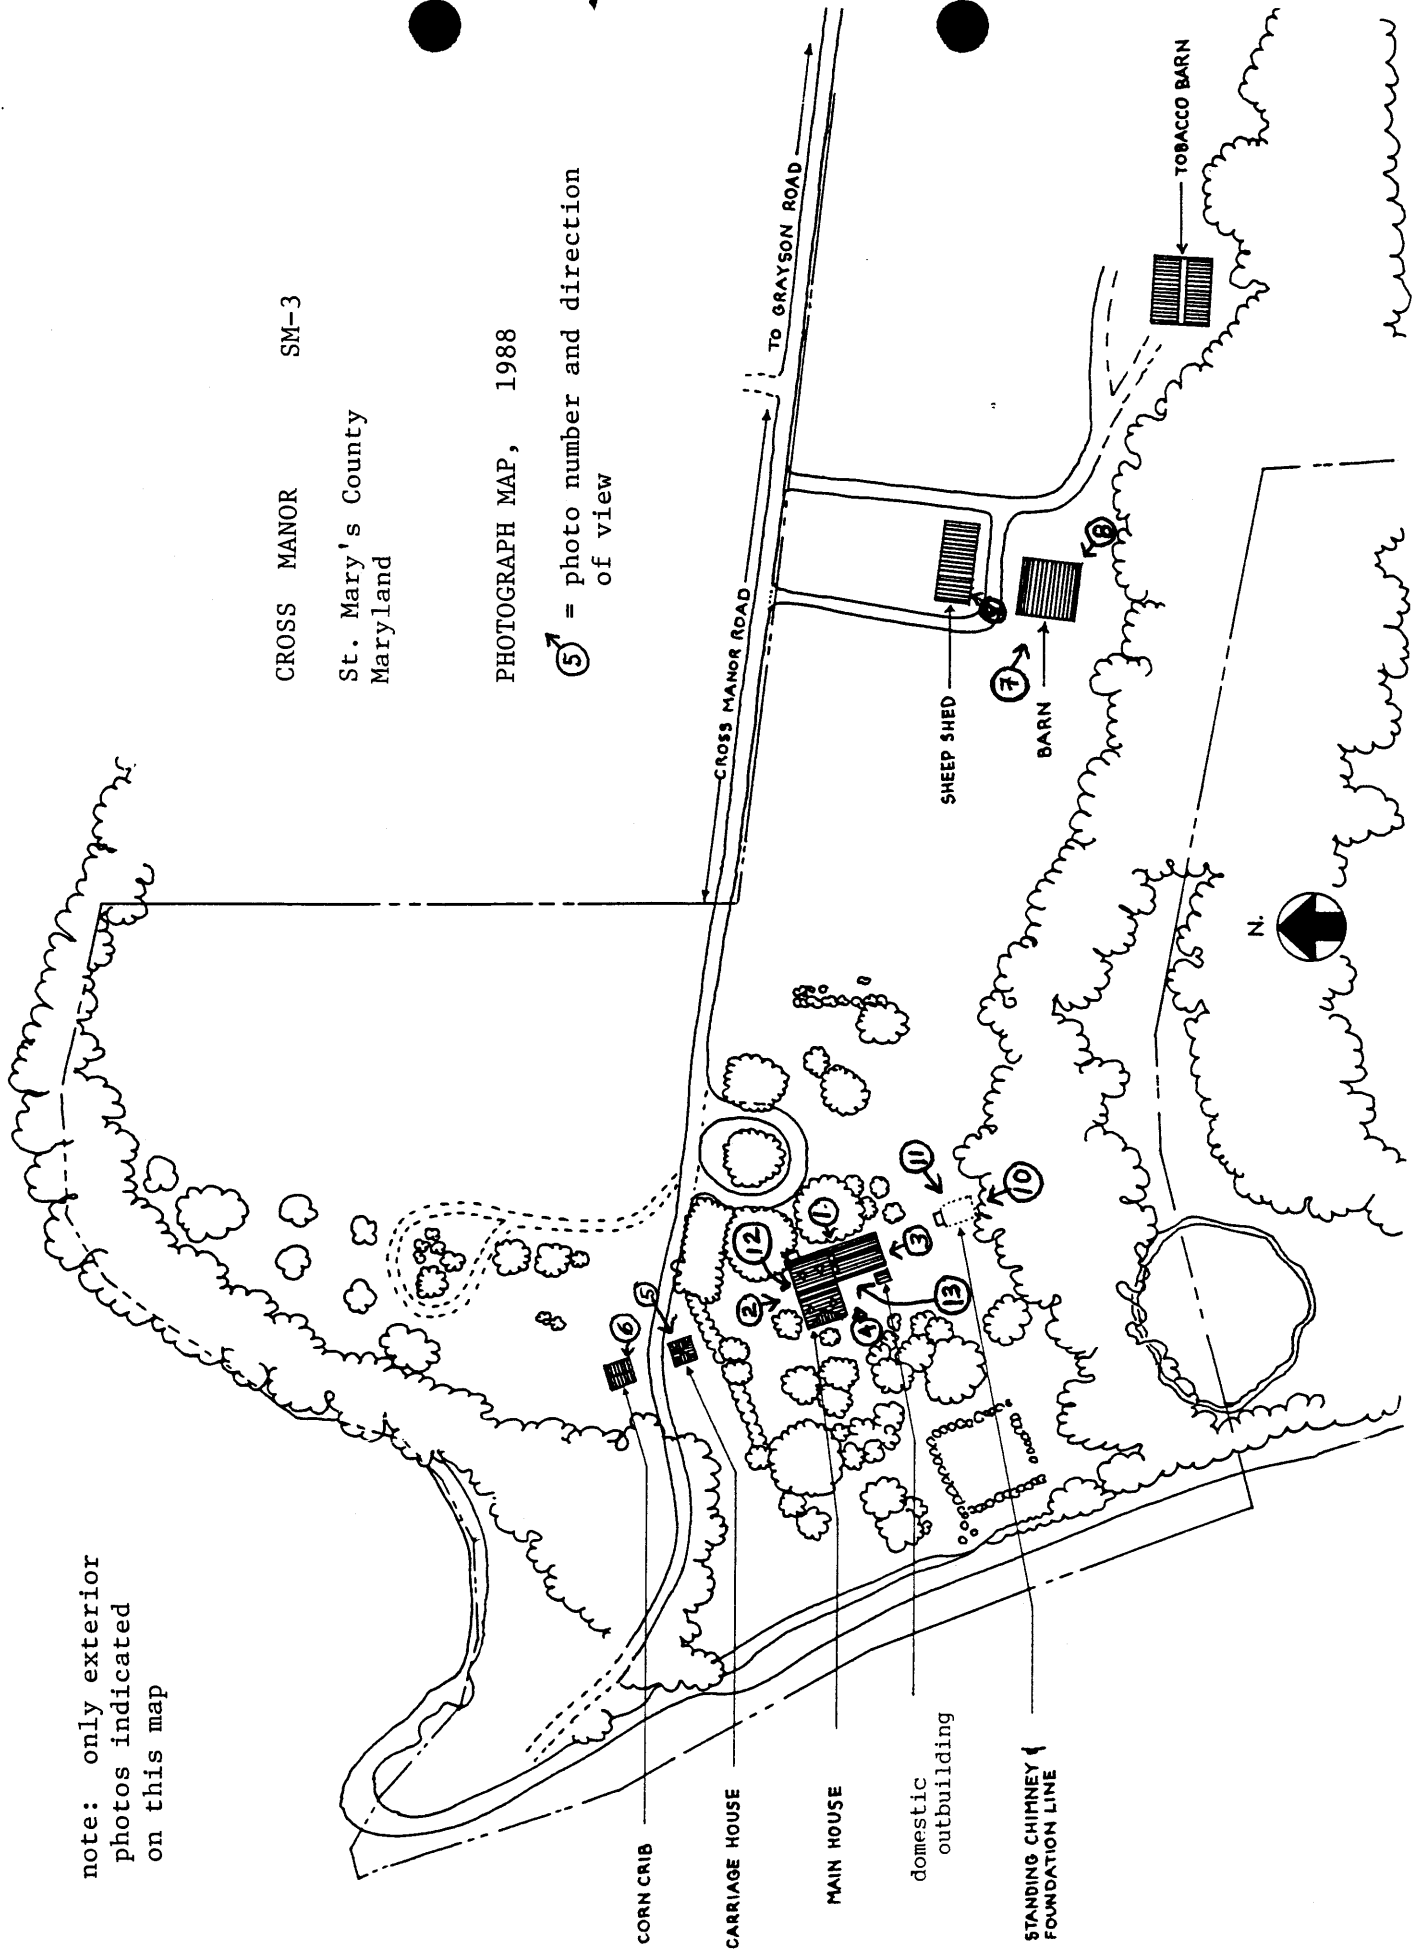 note: only exterior
photos indicated
on this map
CROSS MANOR SM-3
St. Mary's County
Maryland
PHOTOGRAPH MAP, 1988
5 = photo number and direction
of view
TO GRAYSON ROAD
CROSS MANOR ROAD
TOBACCO BARN
SHEEP SHED
BARN
N.
CORN CRIB
CARRIAGE HOUSE
MAIN HOUSE
domestic
outbuilding
STANDING CHIMNEY &
FOUNDATION LINE
6
5
12
2
1
3
4
13
11
10
7
9
8